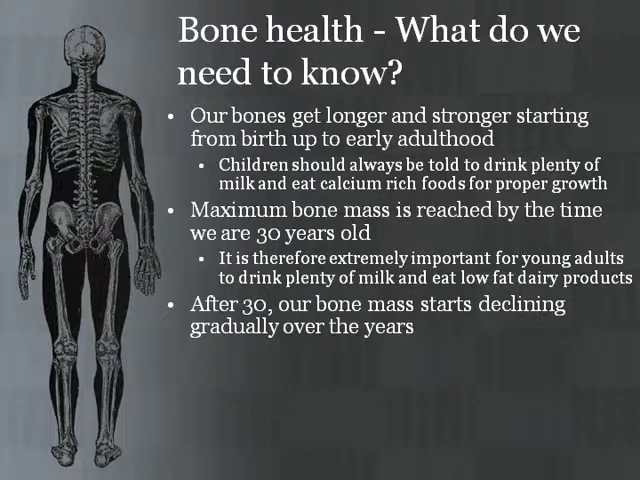 Bone health - What do we
need to know?
• Our bones get longer and stronger starting
from birth up to early adulthood
• Children should always be told to drink plenty of
milk and eat calcium rich foods for proper growth
• Maximum bone mass is reached by the time
we are 30 years old
• It is therefore extremely important for young adults
to drink plenty of milk and eat low fat dairy products
• After 30, our bone mass starts declining
gradually over the years